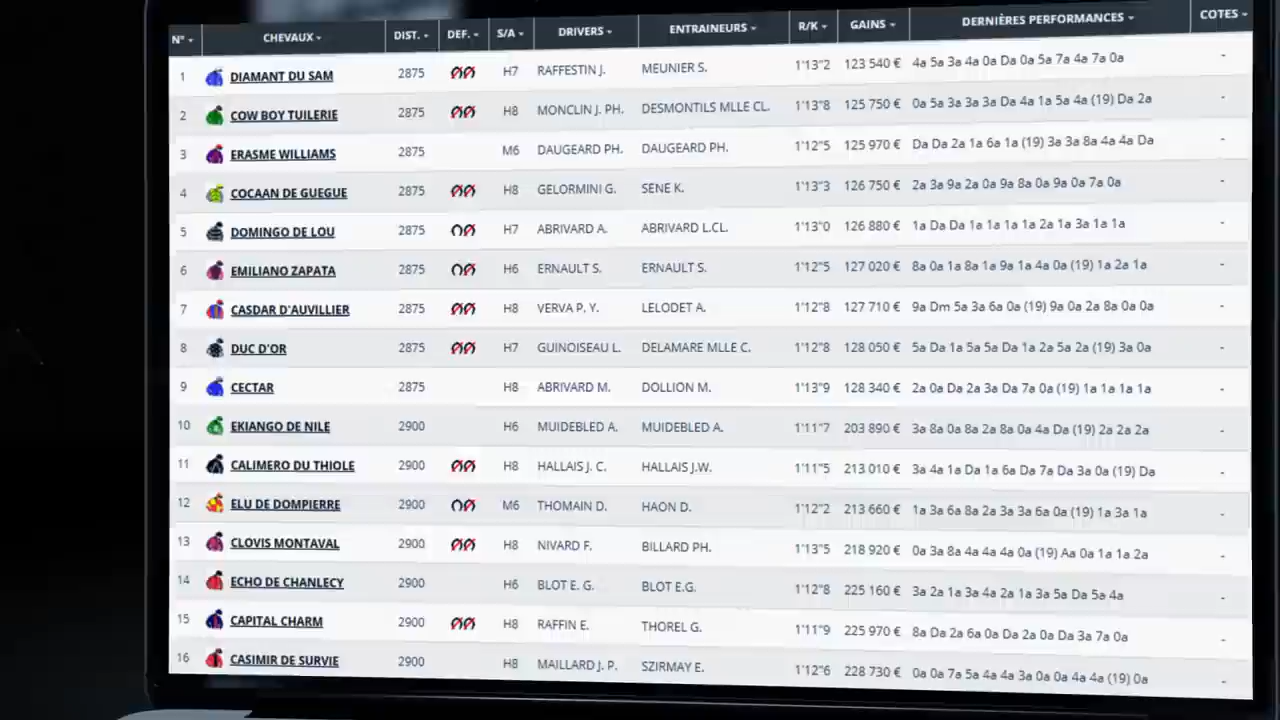 N° CHEVAUX DIST. DEF. S/A DRIVERS ENTRAINEURS R/K GAINS DERNIÈRES PERFORMANCES COTES
1 DIAMANT DU SAM 2875 H7 RAFFESTIN J. MEUNIER S. 1'13"2 123 540 € 4a 5a 3a 4a 0a Da 0a 5a 7a 4a 7a 0a -
2 COW BOY TUILERIE 2875 H8 MONCLIN J. PH. DESMONTILS MLLE CL. 1'13"8 125 750 € 0a 5a 3a 3a 3a Da 4a 1a 5a 4a (19) Da 2a -
3 ERASME WILLIAMS 2875 M6 DAUGEARD PH. DAUGEARD PH. 1'12"5 125 970 € Da Da 2a 1a 6a 1a (19) 3a 3a 8a 4a 4a Da -
4 COCAAN DE GUEGUE 2875 H8 GELORMINI G. SENE K. 1'13"3 126 750 € 2a 3a 9a 2a 0a 9a 8a 0a 9a 0a 7a 0a -
5 DOMINGO DE LOU 2875 H7 ABRIVARD A. ABRIVARD L.CL. 1'13"0 126 880 € 1a Da Da 1a 1a 1a 1a 2a 1a 3a 1a 1a -
6 EMILIANO ZAPATA 2875 H6 ERNAULT S. ERNAULT S. 1'12"5 127 020 € 8a 0a 1a 8a 1a 9a 1a 4a 0a (19) 1a 2a 1a -
7 CASDAR D'AUVILLIER 2875 H8 VERVA P. Y. LELODET A. 1'12"8 127 710 € 9a Dm 5a 3a 6a 0a (19) 9a 0a 2a 8a 0a 0a -
8 DUC D'OR 2875 H7 GUINOISEAU L. DELAMARE MLLE C. 1'12"8 128 050 € 5a Da 1a 5a 5a Da 1a 2a 5a 2a (19) 3a 0a -
9 CECTAR 2875 H8 ABRIVARD M. DOLLION M. 1'13"9 128 340 € 2a 0a Da 2a 3a Da 7a 0a (19) 1a 1a 1a 1a -
10 EKIANGO DE NILE 2900 H6 MUIDEBLED A. MUIDEBLED A. 1'11"7 203 890 € 3a 8a 0a 8a 2a 8a 0a 4a Da (19) 2a 2a 2a -
11 CALIMERO DU THIOLE 2900 H8 HALLAIS J. C. HALLAIS J.W. 1'11"5 213 010 € 3a 4a 1a Da 1a 6a Da 7a Da 3a 0a (19) Da -
12 ELU DE DOMPIERRE 2900 M6 THOMAIN D. HAON D. 1'12"2 213 660 € 1a 3a 6a 8a 2a 3a 3a 6a 0a (19) 1a 3a 1a -
13 CLOVIS MONTAVAL 2900 H8 NIVARD F. BILLARD PH. 1'13"5 218 920 € 0a 3a 8a 4a 4a 4a 0a (19) Aa 0a 1a 1a 2a -
14 ECHO DE CHANLECY 2900 H6 BLOT E. G. BLOT E.G. 1'12"8 225 160 € 3a 2a 1a 3a 4a 2a 1a 3a 5a Da 5a 4a -
15 CAPITAL CHARM 2900 H8 RAFFIN E. THOREL G. 1'11"9 225 970 € 8a Da 2a 6a 0a Da 2a 0a Da 3a 7a 0a -
16 CASIMIR DE SURVIE 2900 H8 MAILLARD J. P. SZIRMAY E. 1'12"6 228 730 € 0a 0a 7a 5a 4a 4a 3a 0a 0a 4a 4a (19) 0a -